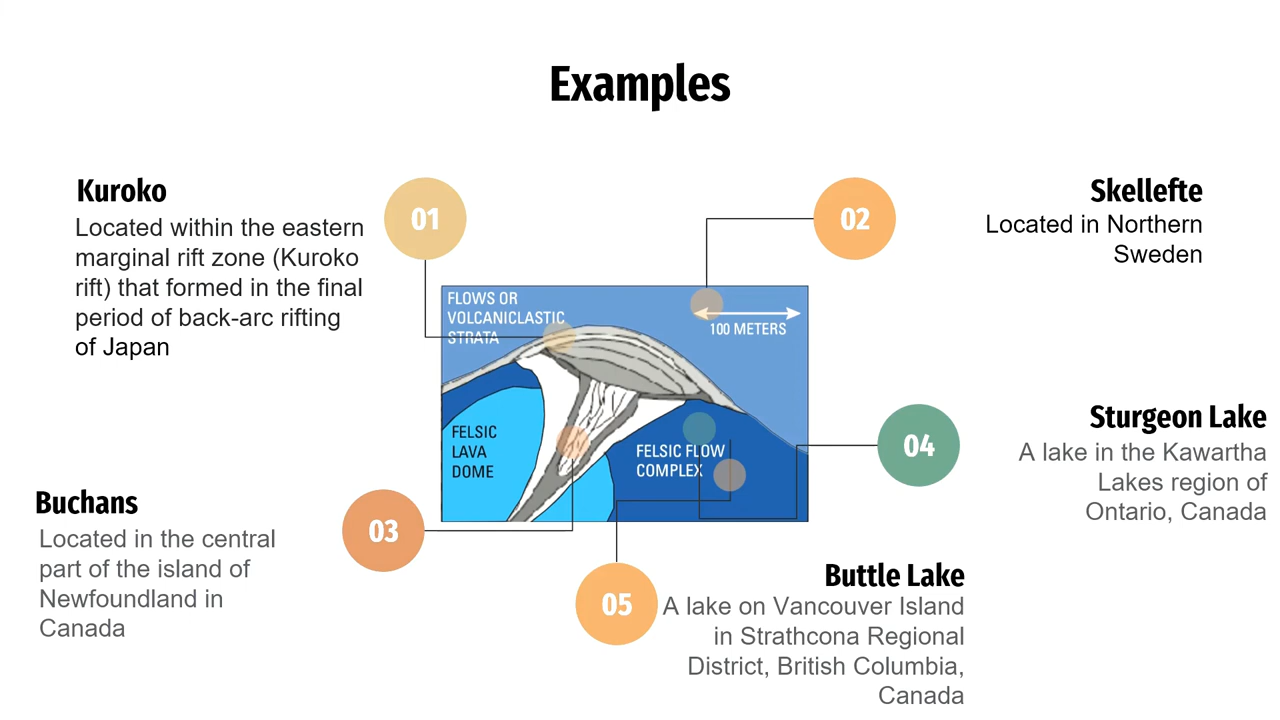 Examples
Kuroko
Located within the eastern
marginal rift zone (Kuroko
rift) that formed in the final
period of back-arc rifting
of Japan
01
02
Skellefte
Located in Northern
Sweden
FLOWS OR
VOLCANICLASTIC
STRATA
100 METERS
FELSIC
LAVA
DOME
FELSIC FLOW
COMPLEX
04
Sturgeon Lake
A lake in the Kawartha
Lakes region of
Ontario, Canada
Buchans
Located in the central
part of the island of
Newfoundland in
Canada
03
05
Buttle Lake
A lake on Vancouver Island
in Strathcona Regional
District, British Columbia,
Canada